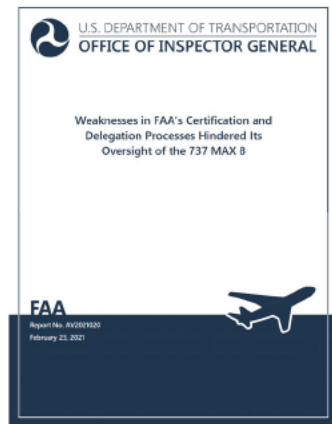 U.S. DEPARTMENT OF TRANSPORTATION
OFFICE OF INSPECTOR GENERAL
Weaknesses in FAA's Certification and
Delegation Processes Hindered Its
Oversight of the 737 MAX 8
FAA
Report No. AV2021020
February 23, 2021